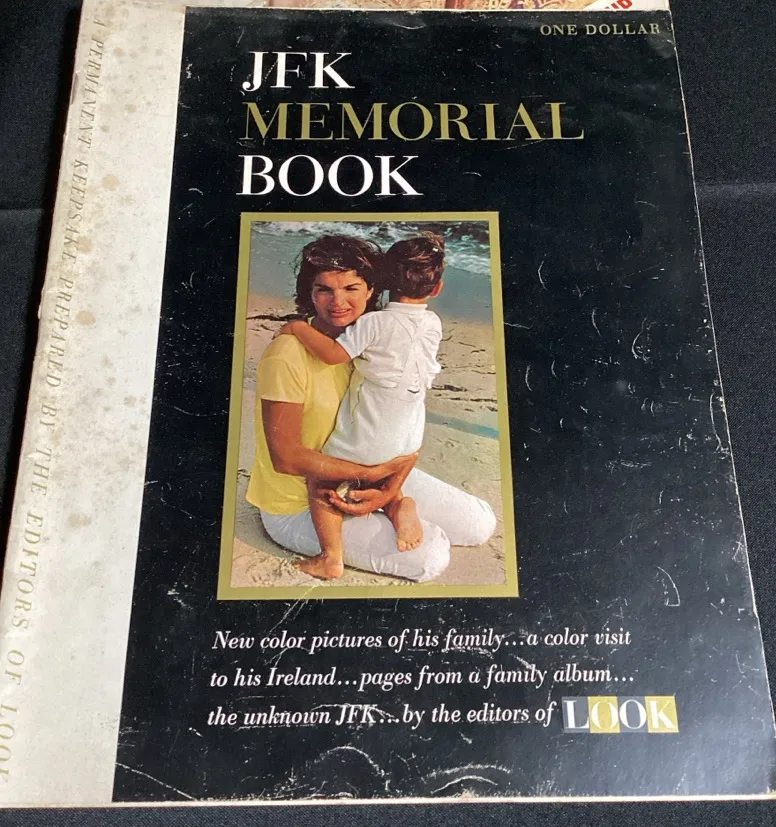 ONE DOLLAR
JFK
MEMORIAL
BOOK
New color pictures of his family...a color visit
to his Ireland...pages from a family album...
the unknown JFK...by the editors of LOOK
A PERMANENT KEEPSAKE PREPARED BY THE EDITORS OF LOOK